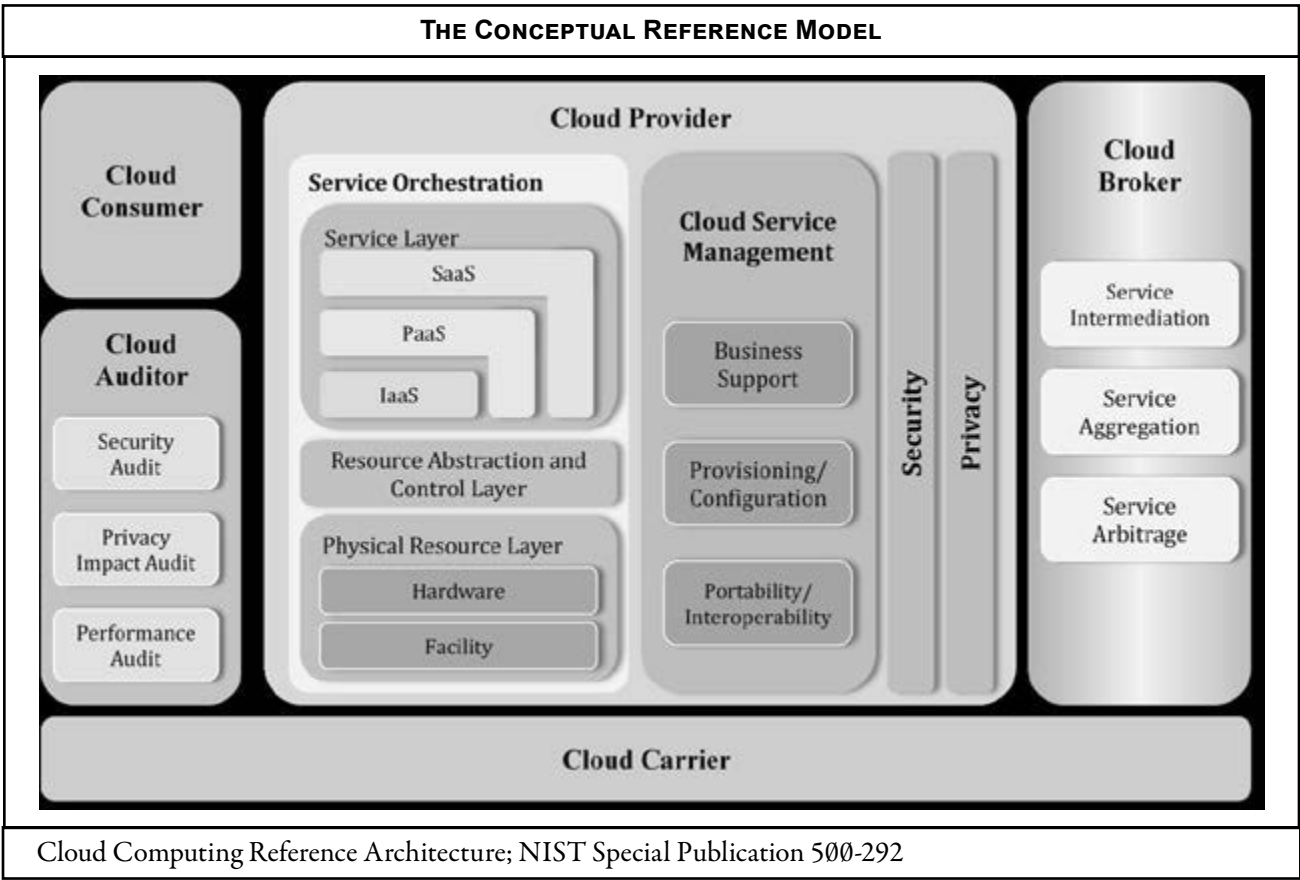 THE CONCEPTUAL REFERENCE MODEL
Cloud
Consumer
Cloud
Auditor
Security
Audit
Privacy
Impact Audit
Performance
Audit
Cloud Provider
Service Orchestration
Service Layer
SaaS
PaaS
IaaS
Resource Abstraction and
Control Layer
Physical Resource Layer
Hardware
Facility
Cloud Service
Management
Business
Support
Provisioning/
Configuration
Portability/
Interoperability
Security
Privacy
Cloud
Broker
Service
Intermediation
Service
Aggregation
Service
Arbitrage
Cloud Carrier
Cloud Computing Reference Architecture; NIST Special Publication 500-292